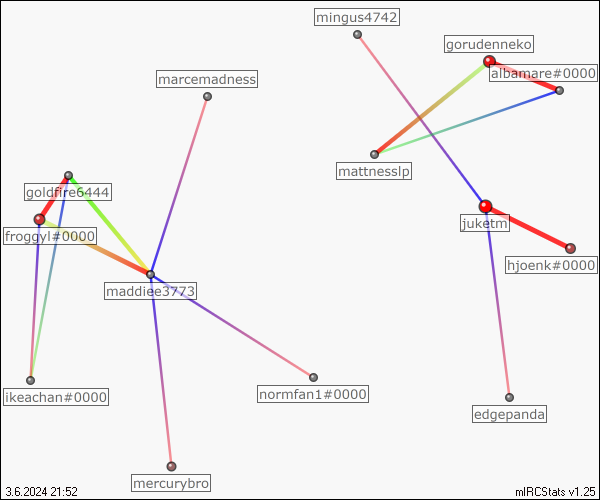 mingus4742
gorudenneko
albanare#0000
marcemadness
mattnesslp
goldfire6444
juketm
froggyl#0000
hjoenk#0000
maddiee3773
ikeachan#0000
normfan1#0000
edgepanda
mercurybro
3.6.2024 21:52
mIRCStats v1.25